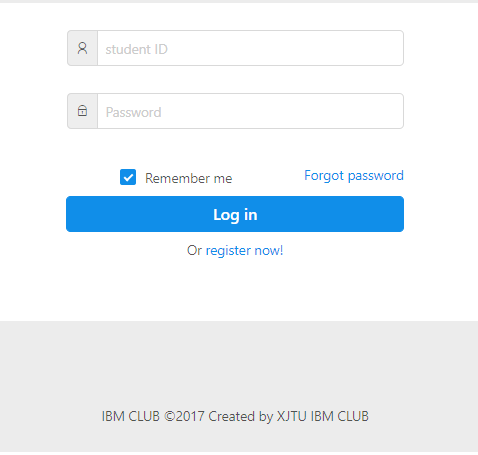 student ID
Password
Remember me
Forgot password
Log in
Or register now!
IBM CLUB ©2017 Created by XJTU IBM CLUB